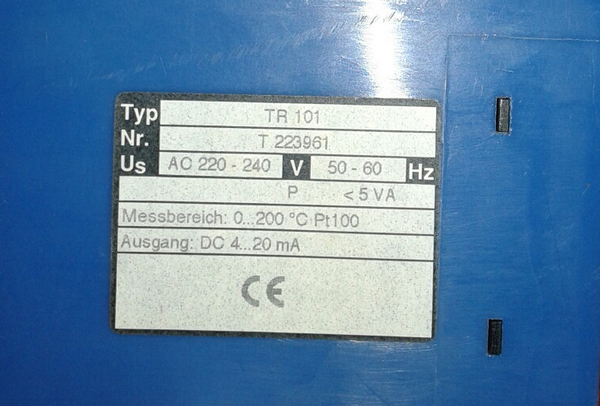 Typ TR 101
Nr. T 223961
Us AC 220 - 240 V 50 - 60 Hz
P < 5 VA
Messbereich: 0...200 °C Pt100
Ausgang: DC 4...20 mA
CE